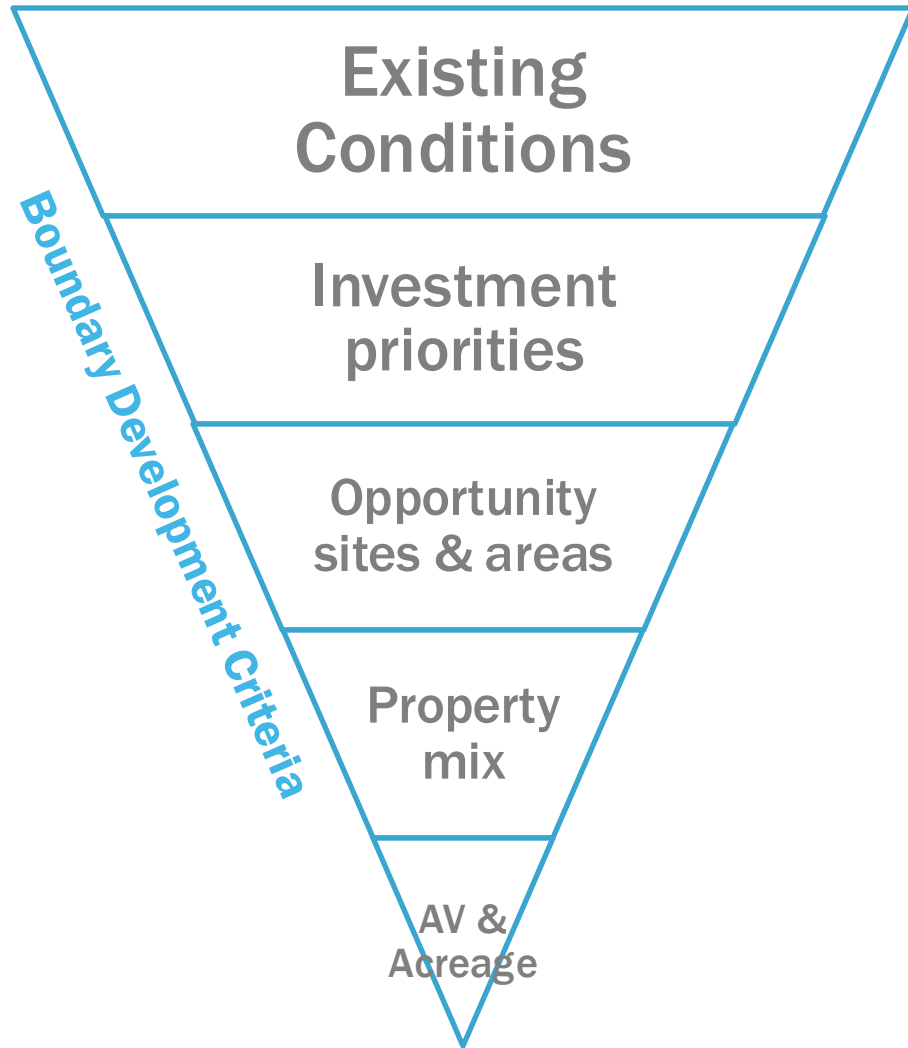 Existing
Conditions
Investment
priorities
Opportunity
sites & areas
Property
mix
AV &
Acreage
Boundary Development Criteria